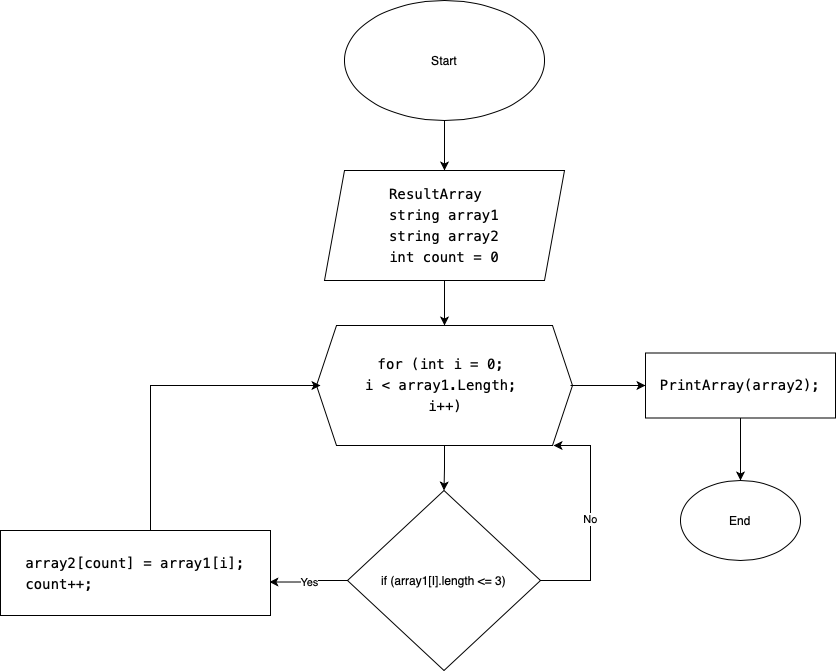 Start
ResultArray
string array1
string array2
int count = 0
for (int i = 0;
i < array1.Length;
i++)
PrintArray(array2);
End
No
if (array1[I].length <= 3)
Yes
array2[count] = array1[i];
count++;